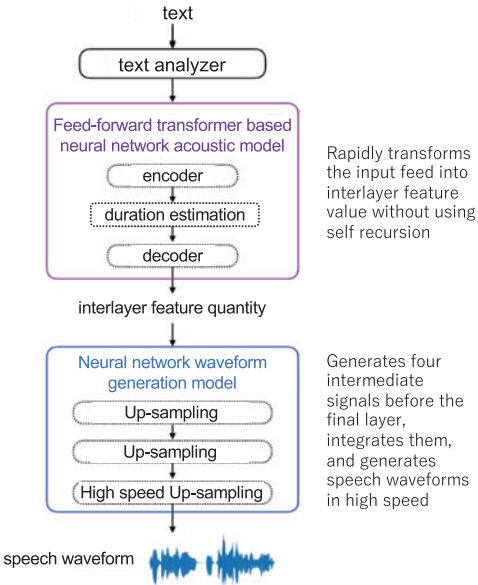 text
text analyzer
Feed-forward transformer based
neural network acoustic model
encoder
duration estimation
decoder
Rapidly transforms
the input feed into
interlayer feature
value without using
self recursion
interlayer feature quantity
Neural network waveform
generation model
Up-sampling
Up-sampling
High speed Up-sampling
Generates four
intermediate
signals before the
final layer,
integrates them,
and generates
speech waveforms
in high speed
speech waveform